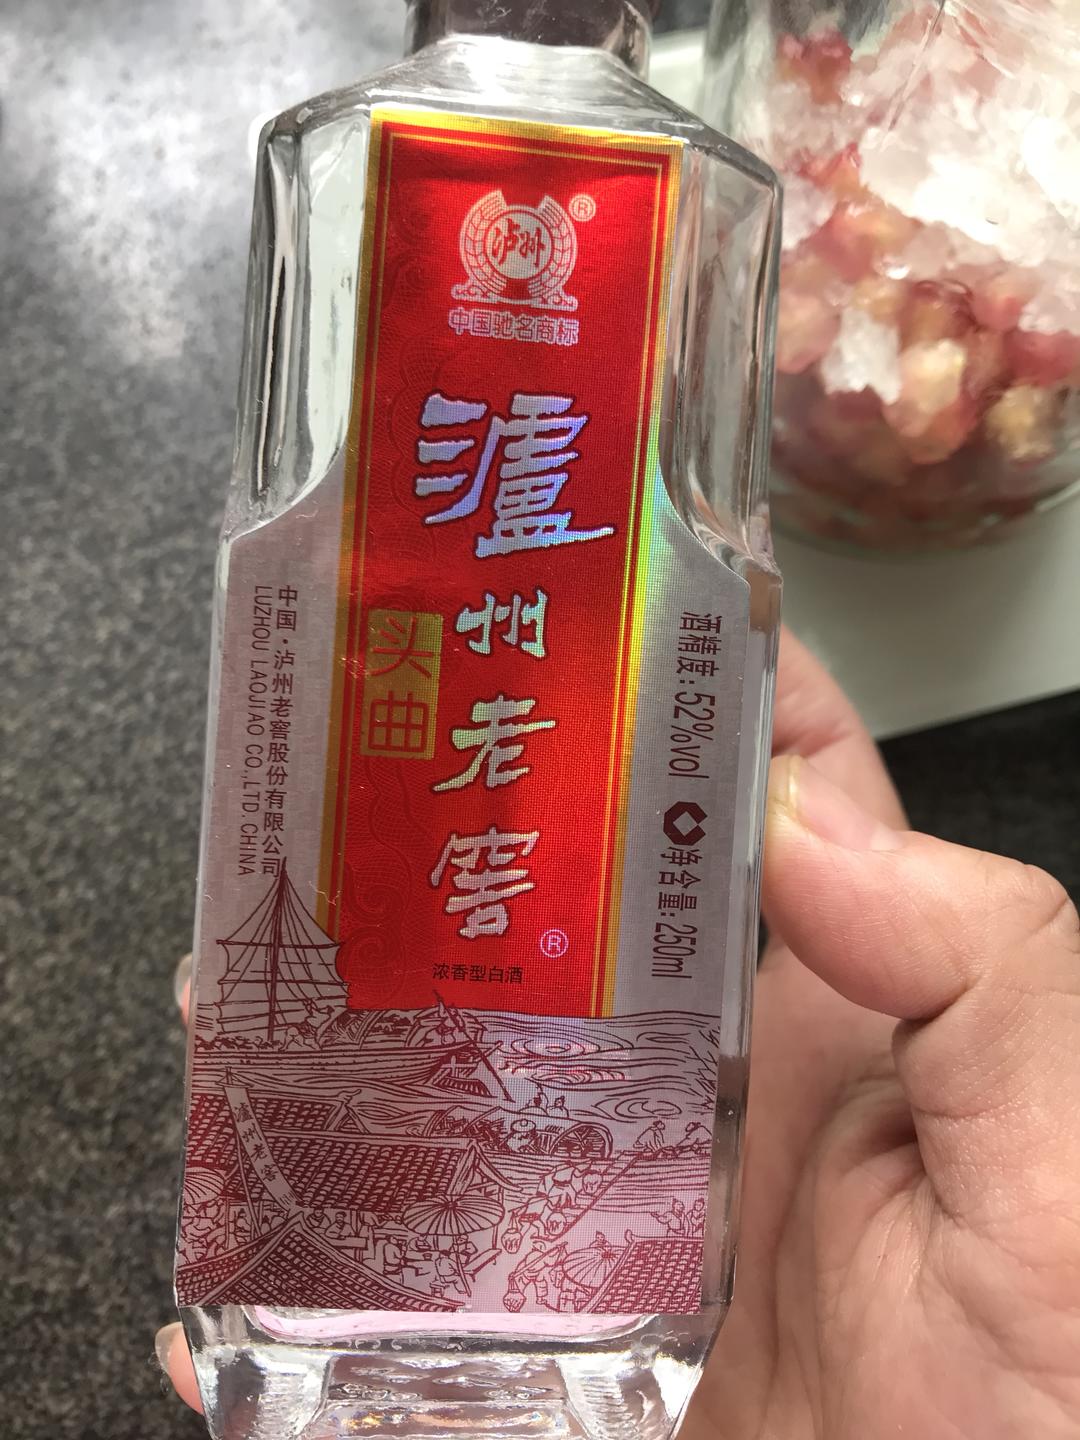 泸州
®
中国驰名商标
瀘州老窖
®
头曲
浓香型白酒
中国·泸州老窖股份有限公司
LUZHOU LAOJIAO CO.,LTD.CHINA
酒精度:52%vol
净含量:250ml
瀘州老窖